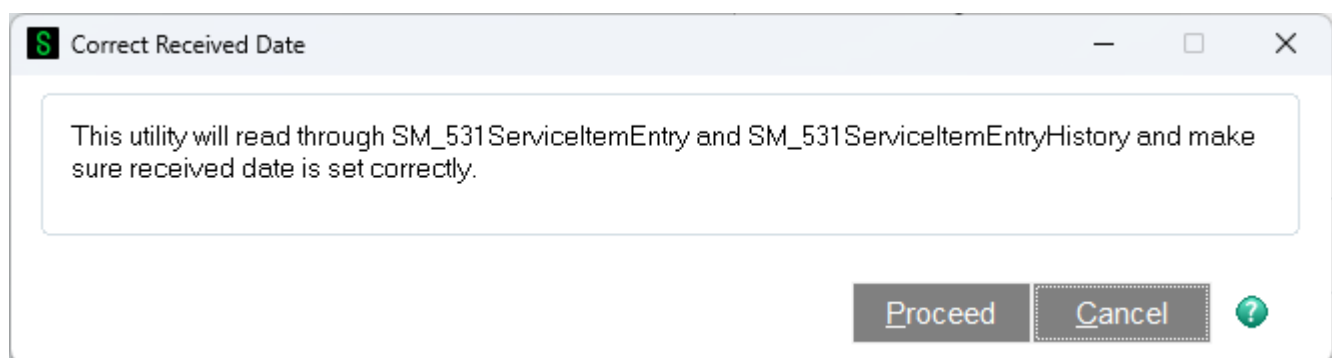 S Correct Received Date
This utility will read through SM_531ServiceItemEntry and SM_531ServiceItemEntryHistory and make
sure received date is set correctly.
Proceed Cancel ?